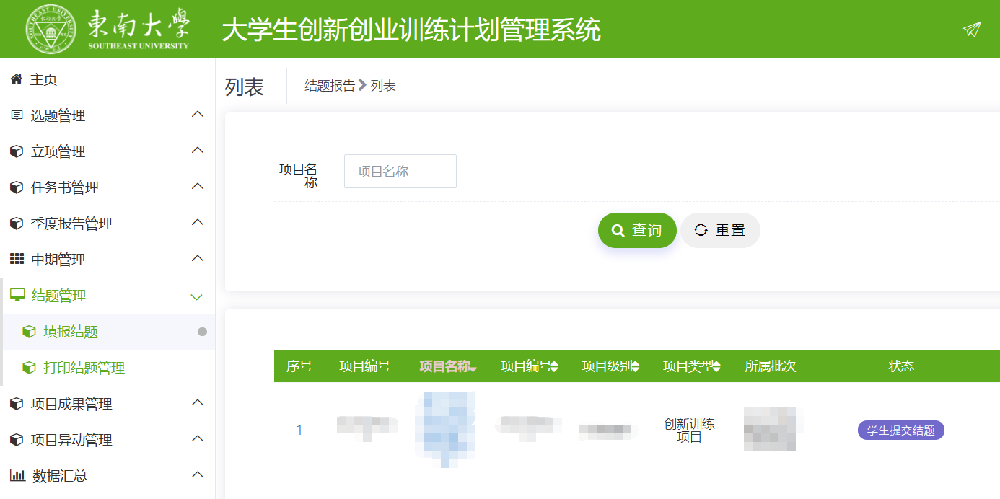 東南大學
SOUTHEAST UNIVERSITY
大学生创新创业训练计划管理系统
主页
选题管理
立项管理
任务书管理
季度报告管理
中期管理
结题管理
填报结题
打印结题管理
项目成果管理
项目异动管理
数据汇总
列表
结题报告
列表
项目名
称
项目名称
查询
重置
序号 项目编号 项目名称 项目编号 项目级别 项目类型 所属批次 状态
1
创新训练
项目
学生提交结题